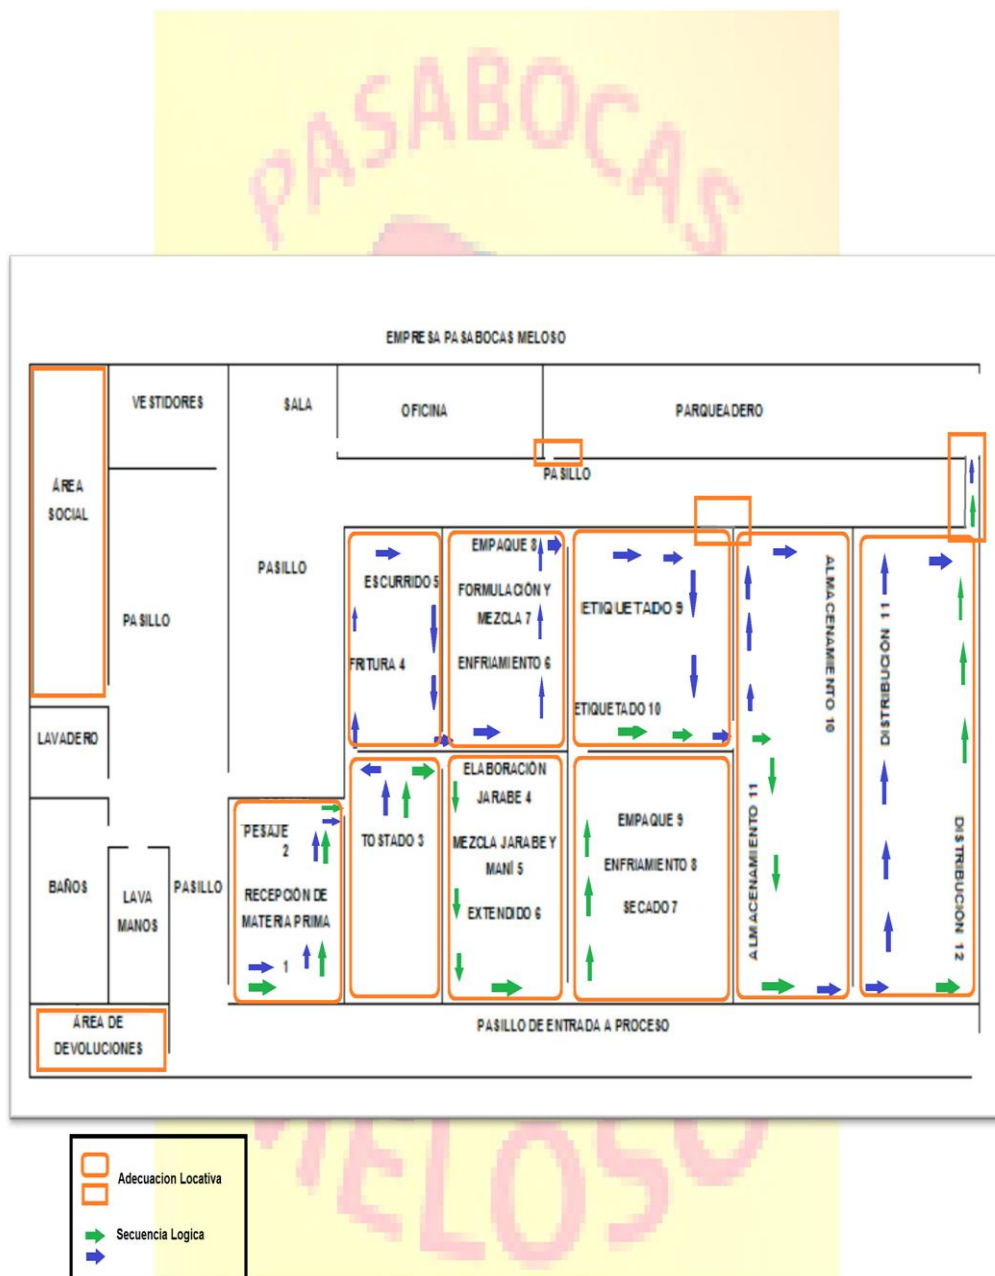 PASABOCAS
EMPRESA PASABOCAS MELOSO
VESTIDORES
SALA
OFICINA
PARQUEADERO
ÁREA
SOCIAL
PASILLO
PASILLO
PASILLO
ESCURRIDO 5
FRITURA 4
EMPAQUE 8
FORMULACIÓN Y
MEZCLA 7
ENFRIAMIENTO 6
ETIQUETADO 9
ETIQUETADO 10
ALMACENAMIENTO 10
ALMACENAMIENTO 11
DISTRIBUCIÓN 11
DISTRIBUCIÓN 12
LAVADERO
BAÑOS
LAVA
MANOS
PASILLO
PESAJE
2
RECEPCIÓN DE
MATERIA PRIMA
1
TOSTADO 3
ELABORACIÓN
JARABE 4
MEZCLA JARABE Y
MANÍ 5
EXTENDIDO 6
EMPAQUE 9
ENFRIAMIENTO 8
SECADO 7
ÁREA DE
DEVOLUCIONES
PASILLO DE ENTRADA A PROCESO
MELOSO
Adecuacion Locativa
Secuencia Logica